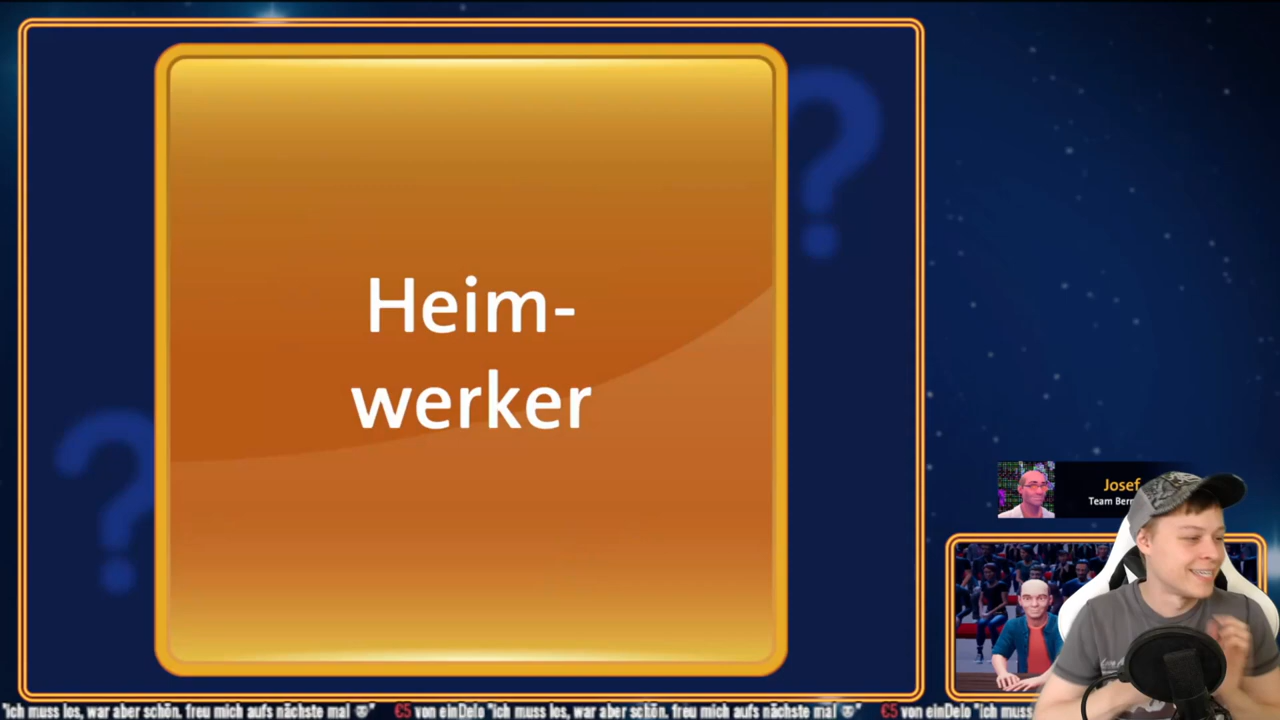 Heim-
werker
Josef
Team Ber
"ich muss los, war aber schön. freu mich aufs nächste mal " €5 von einDelo "ich muss los, war aber schön. freu mich aufs nächste mal " €5 von einDelo "ich muss